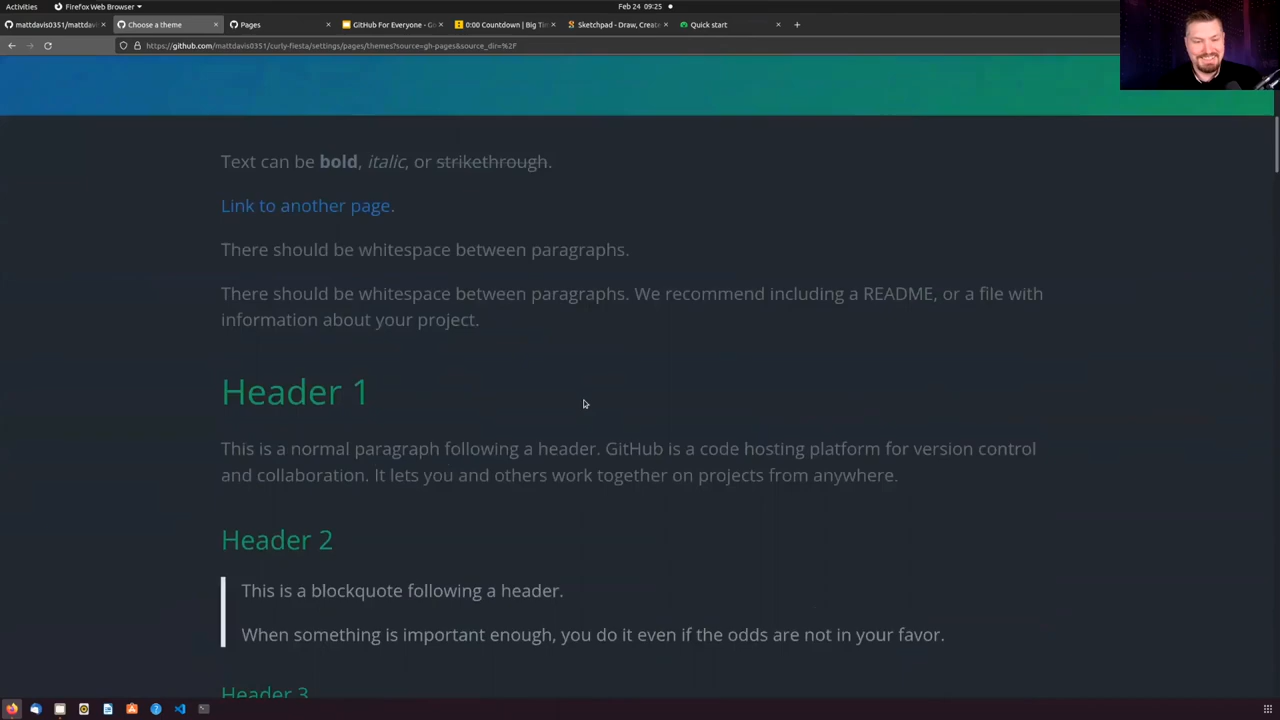 Activities
Firefox Web Browser
Feb 24 09:25
mattdavis0351/mattdav
Choose a theme
Pages
GitHub For Everyone - Go
0:00 Countdown | Big Tim
Sketchpad - Draw, Create
Quick start
https://github.com/mattdavis0351/curly-fiesta/settings/pages/themes?source=gh-pages&source_dir=%2F
Text can be bold, italic, or strikethrough.
Link to another page.
There should be whitespace between paragraphs.
There should be whitespace between paragraphs. We recommend including a README, or a file with
information about your project.
Header 1
This is a normal paragraph following a header. GitHub is a code hosting platform for version control
and collaboration. It lets you and others work together on projects from anywhere.
Header 2
This is a blockquote following a header.
When something is important enough, you do it even if the odds are not in your favor.
Header 3